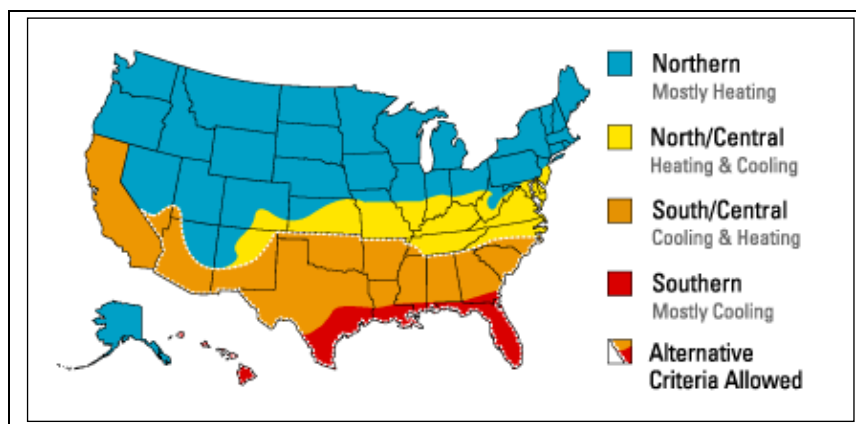 Northern
Mostly Heating
North/Central
Heating & Cooling
South/Central
Cooling & Heating
Southern
Mostly Cooling
Alternative
Criteria Allowed